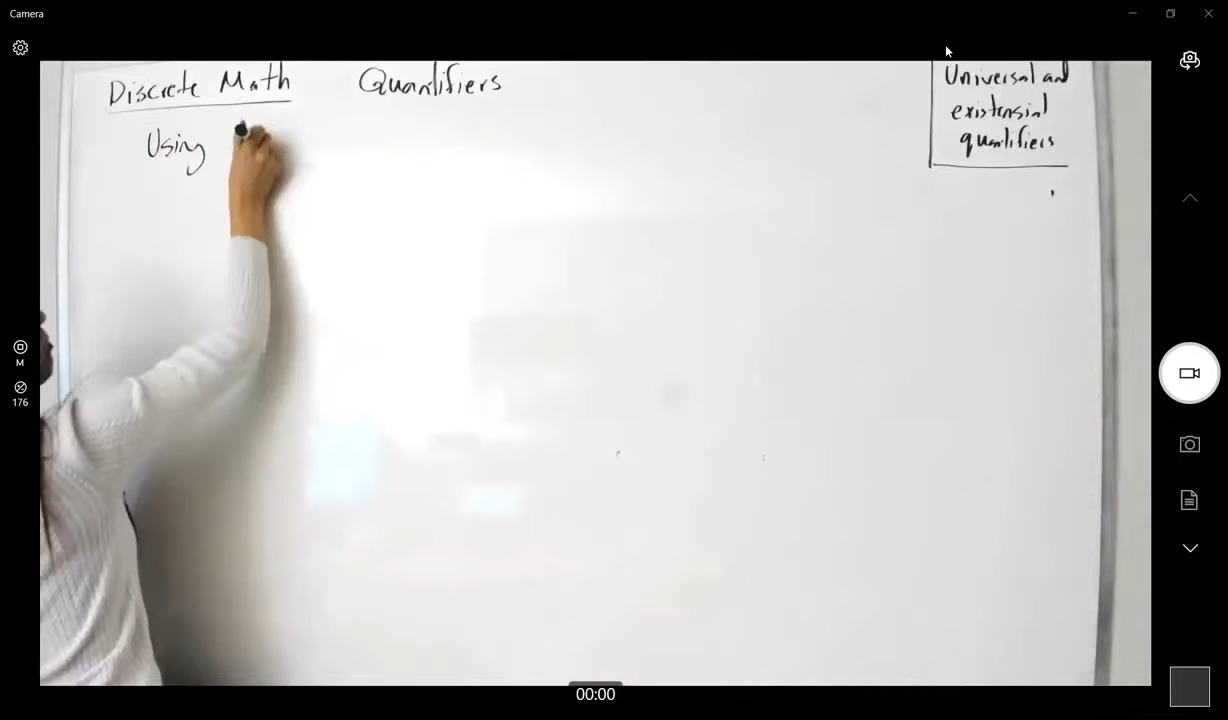 Camera
Discrete Math Quantifiers
Universal and
existensial
quantifiers
Using
M
176
00:00